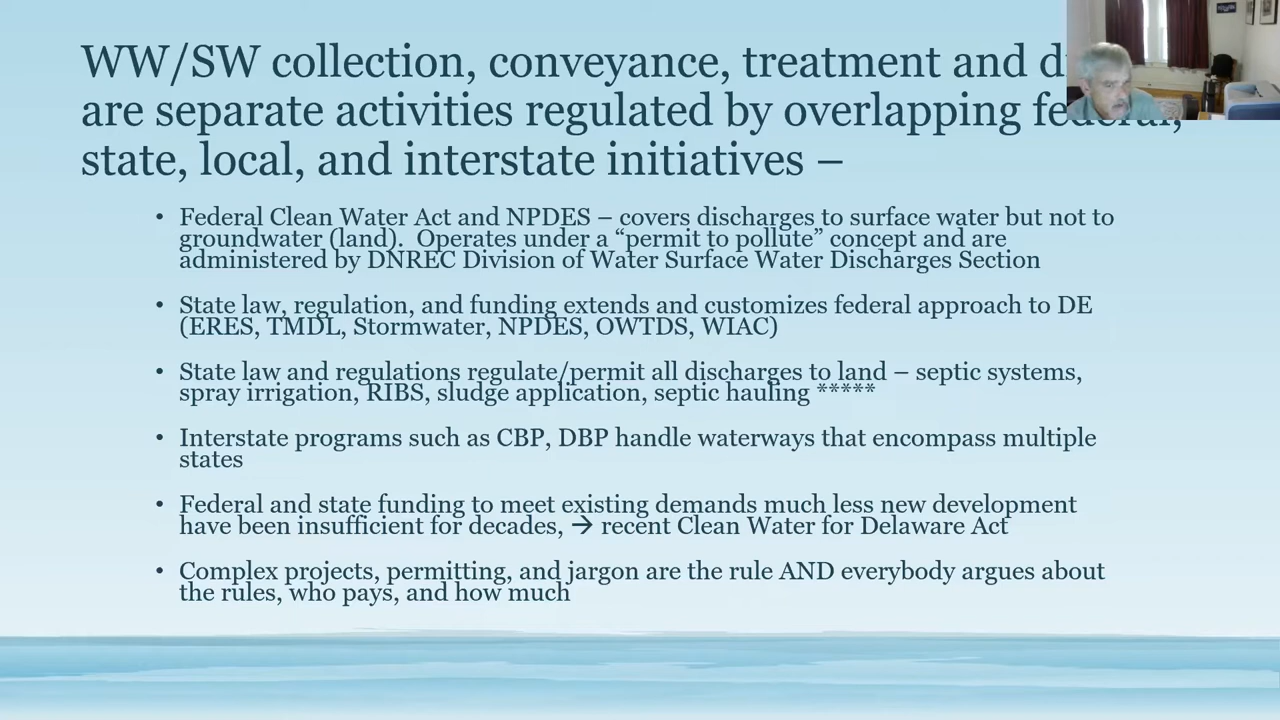 WW/SW collection, conveyance, treatment and
are separate activities regulated by overlapping federal,
state, local, and interstate initiatives –
• Federal Clean Water Act and NPDES – covers discharges to surface water but not to
groundwater (land).  Operates under a “permit to pollute” concept and are
administered by DNREC Division of Water Surface Water Discharges Section
• State law, regulation, and funding extends and customizes federal approach to DE
(ERES, TMDL, Stormwater, NPDES, OWTDS, WIAC)
• State law and regulations regulate/permit all discharges to land – septic systems,
spray irrigation, RIBS, sludge application, septic hauling *****
• Interstate programs such as CBP, DBP handle waterways that encompass multiple
states
• Federal and state funding to meet existing demands much less new development
have been insufficient for decades, → recent Clean Water for Delaware Act
• Complex projects, permitting, and jargon are the rule AND everybody argues about
the rules, who pays, and how much